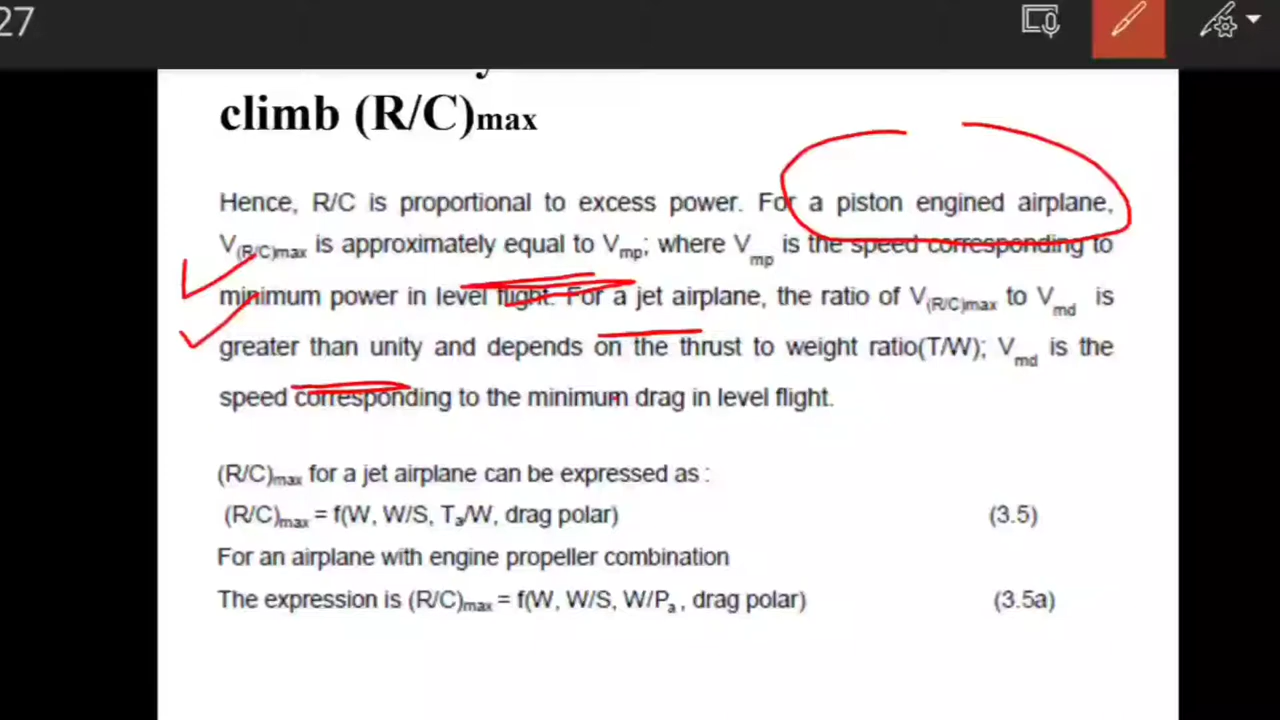 27
climb (R/C)max
Hence, R/C is proportional to excess power. For a piston engined airplane,
V(R/C)max is approximately equal to Vmp; where Vmp is the speed corresponding to
minimum power in level flight. For a jet airplane, the ratio of V(R/C)max to Vmd is
greater than unity and depends on the thrust to weight ratio(T/W); Vmd is the
speed corresponding to the minimum drag in level flight.
(R/C)max for a jet airplane can be expressed as :
(R/C)max = f(W, W/S, Ta/W, drag polar) (3.5)
For an airplane with engine propeller combination
The expression is (R/C)max = f(W, W/S, W/Pa , drag polar) (3.5a)